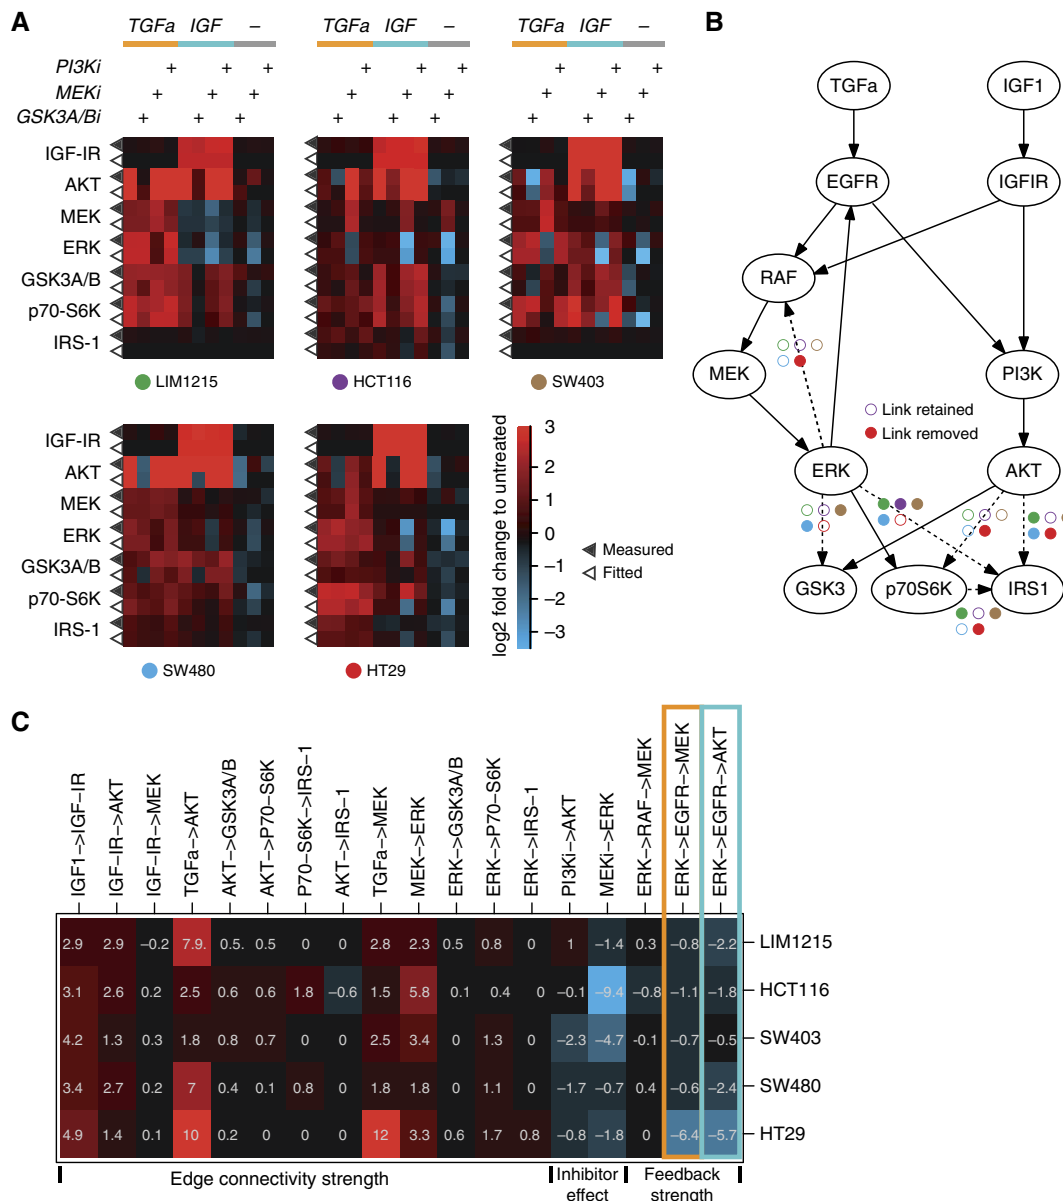 A
TGFa IGF – TGFa IGF – TGFa IGF –
PI3Ki + + + + + + + + +
MEKi + + + + + + + + +
GSK3A/Bi + + + + + + + + +
IGF-IR
AKT
MEK
ERK
GSK3A/B
p70-S6K
IRS-1
LIM1215 HCT116 SW403
IGF-IR
AKT
MEK
ERK
GSK3A/B
p70-S6K
IRS-1
SW480 HT29
3
2
1
0
−1
−2
−3
log2 fold change to untreated
Measured
Fitted
B
TGFa IGF1
EGFR IGFIR
RAF
MEK PI3K
Link retained
Link removed
ERK AKT
GSK3 p70S6K IRS1
C
IGF1−>IGF−IR
IGF−IR−>AKT
IGF−IR−>MEK
TGFa−>AKT
AKT−>GSK3A/B
AKT−>P70−S6K
P70−S6K−>IRS−1
AKT−>IRS−1
TGFa−>MEK
MEK−>ERK
ERK−>GSK3A/B
ERK−>P70−S6K
ERK−>IRS−1
PI3Ki−>AKT
MEKi−>ERK
ERK−>RAF−>MEK
ERK−>EGFR−>MEK
ERK−>EGFR−>AKT
2.9 2.9 −0.2 7.9. 0.5. 0.5 0 0 2.8 2.3 0.5 0.8 0 1 −1.4 0.3 −0.8 −2.2 LIM1215
3.1 2.6 0.2 2.5 0.6 0.6 1.8 −0.6 1.5 5.8 0.1 0.4 0 −0.1 −9.4 −0.8 −1.1 −1.8 HCT116
4.2 1.3 0.3 1.8 0.8 0.7 0 0 2.5 3.4 0 1.3 0 −2.3 −4.7 −0.1 −0.7 −0.5 SW403
3.4 2.7 0.2 7 0.4 0.1 0.8 0 1.8 1.8 0 1.1 0 −1.7 −0.7 0.4 −0.6 −2.4 SW480
4.9 1.4 0.1 10 0.2 0 0 0 12 3.3 0.6 1.7 0.8 −0.8 −1.8 0 −6.4 −5.7 HT29
Edge connectivity strength
Inhibitor
effect
Feedback
strength